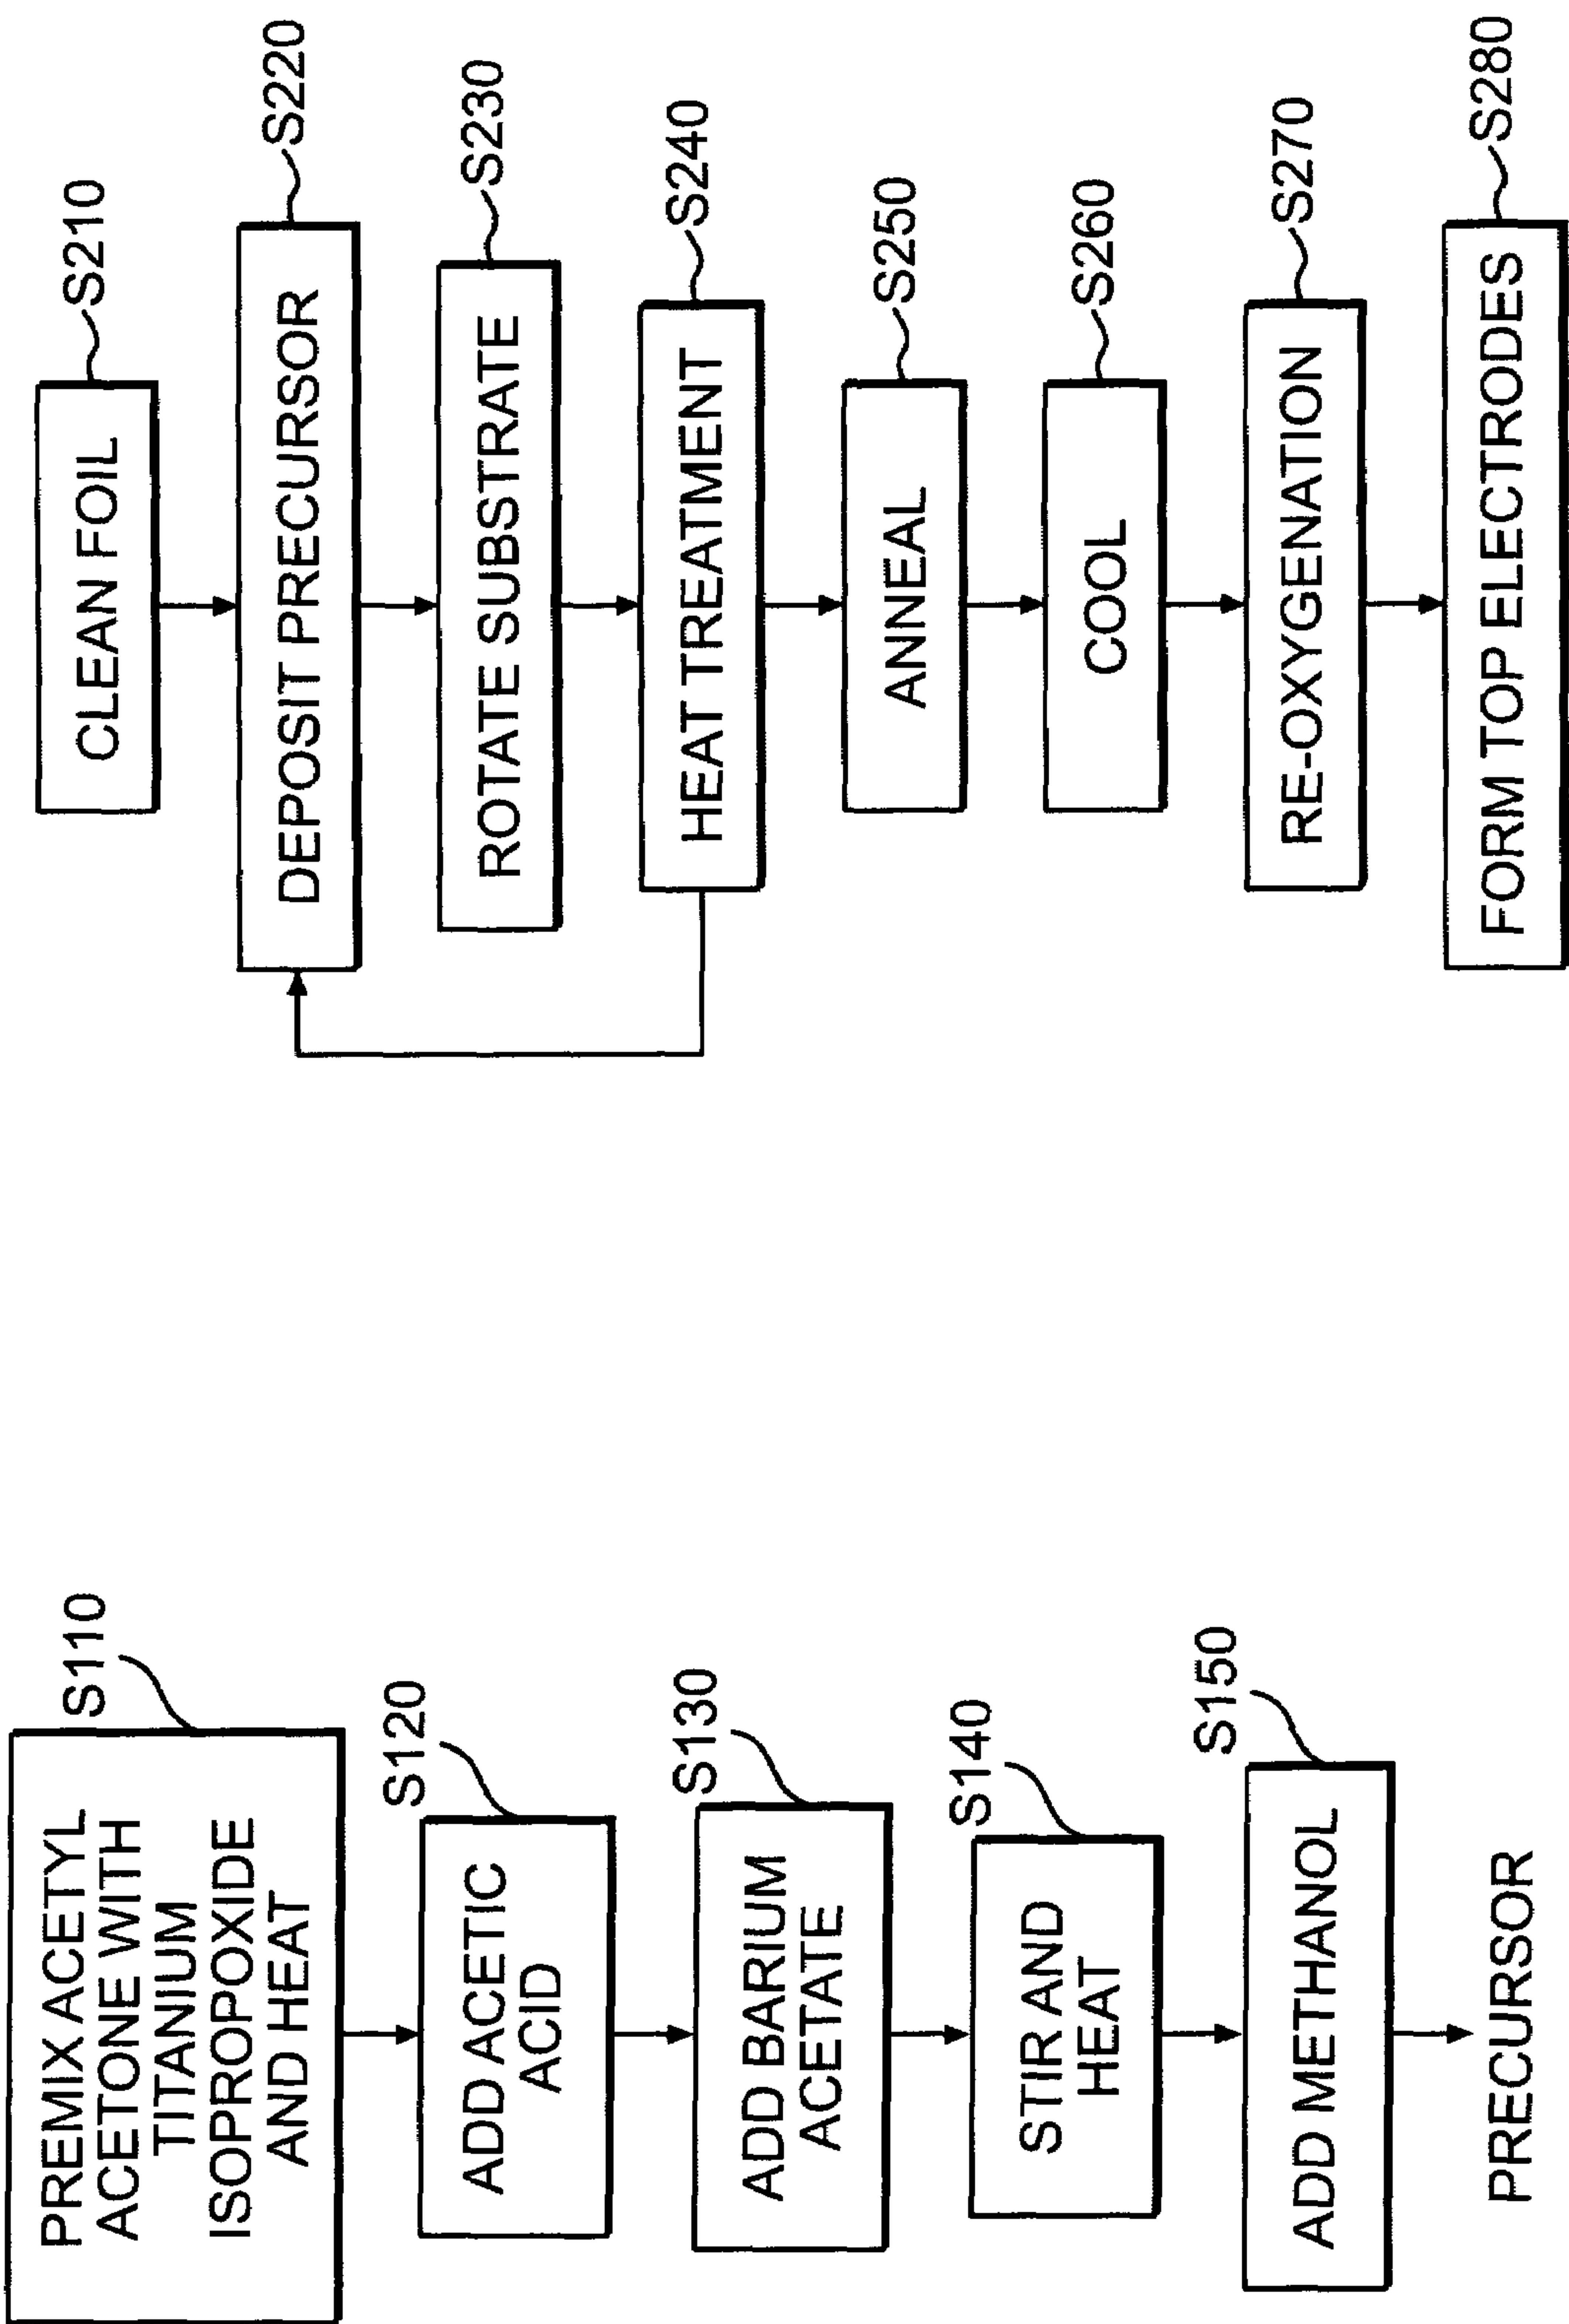 PREMIX ACETYL
ACETONE WITH
TITANIUM
ISOPROPOXIDE
AND HEAT
S110
ADD ACETIC
ACID
S120
ADD BARIUM
ACETATE
S130
STIR AND
HEAT
S140
ADD METHANOL
S150
PRECURSOR
CLEAN FOIL
S210
DEPOSIT PRECURSOR
S220
ROTATE SUBSTRATE
S230
HEAT TREATMENT
S240
ANNEAL
S250
COOL
S260
RE-OXYGENATION
S270
FORM TOP ELECTRODES
S280